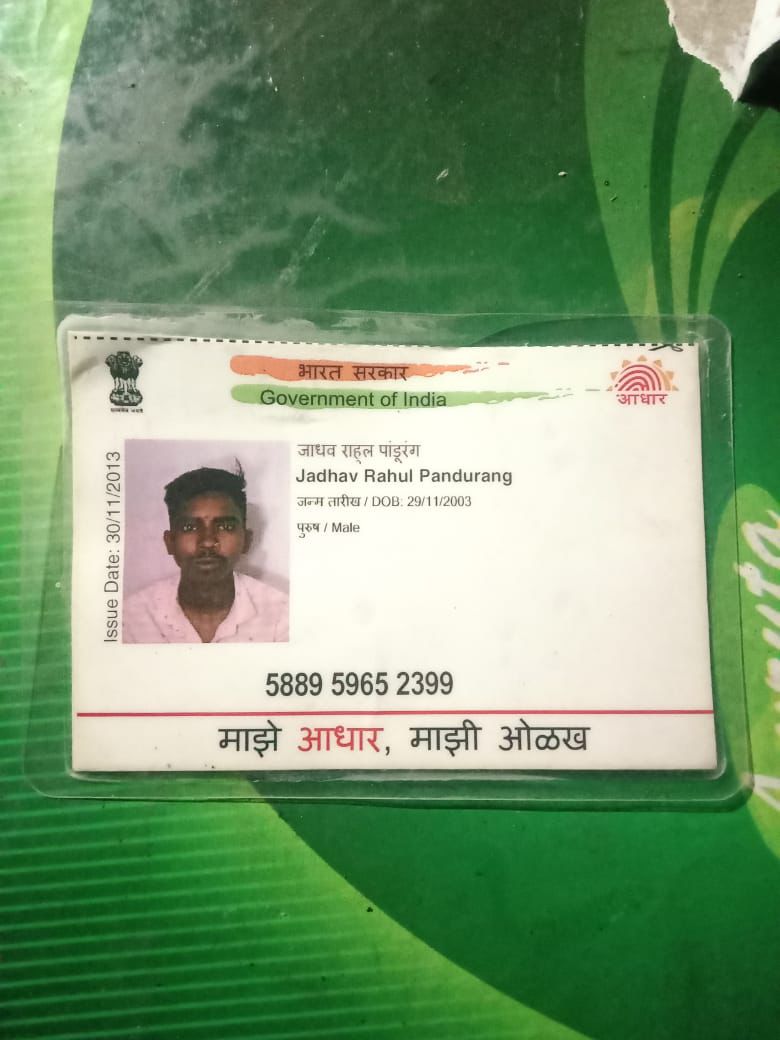 भारत सरकार
Government of India
आधार
जाधव राहूल पांडूरंग
Jadhav Rahul Pandurang
जन्म तारीख / DOB: 29/11/2003
पुरुष / Male
Issue Date: 30/11/2013
5889 5965 2399
माझे आधार, माझी ओळख